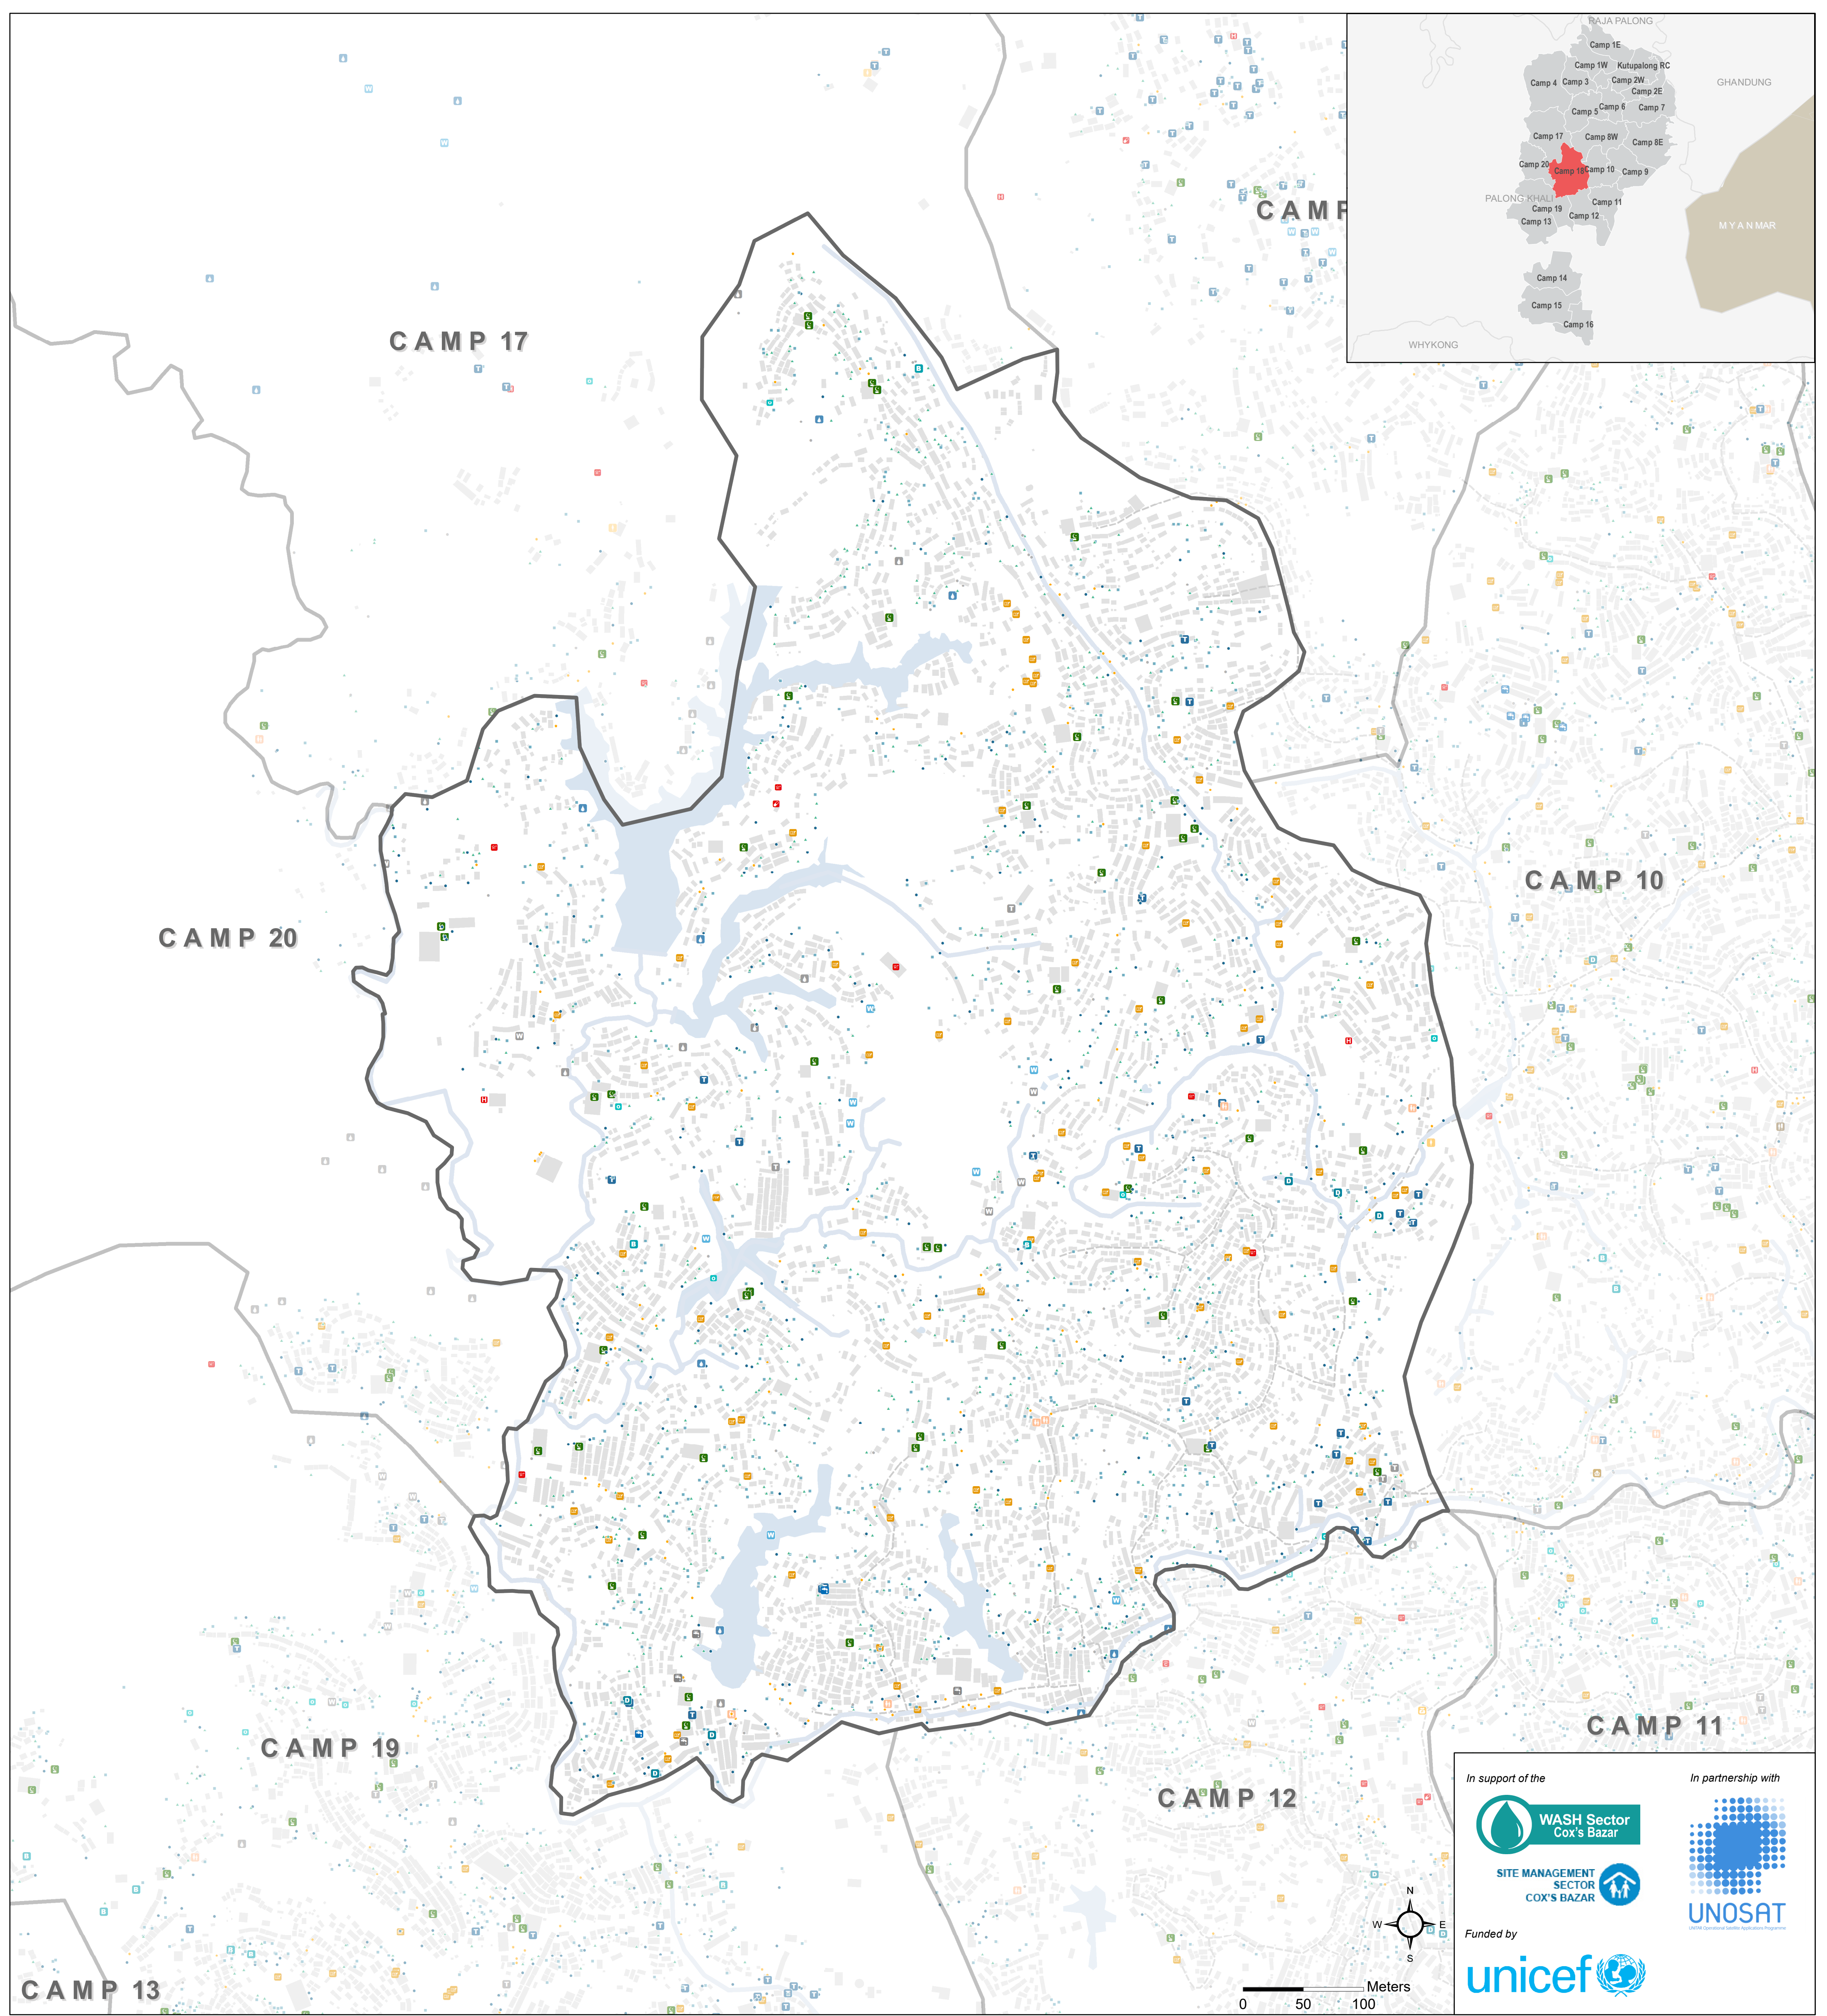 RAJA PALONG
Camp 1E
Camp 1W
Kutupalong RC
Camp 4
Camp 3
Camp 2W
GHANDUNG
Camp 2E
Camp 5
Camp 6
Camp 7
Camp 17
Camp 8W
Camp 8E
Camp 20
Camp 18
Camp 10
Camp 9
PALONG KHALI
Camp 19
Camp 11
Camp 13
Camp 12
MYANMAR
Camp 14
Camp 15
Camp 16
WHYKONG
CAMP
CAMP 17
CAMP 10
CAMP 20
CAMP 11
CAMP 19
CAMP 12
CAMP 13
In support of the
WASH Sector
Cox's Bazar
SITE MANAGEMENT
SECTOR
COX'S BAZAR
In partnership with
UNOSAT
Funded by
unicef
N
W
E
S
Meters
0 50 100